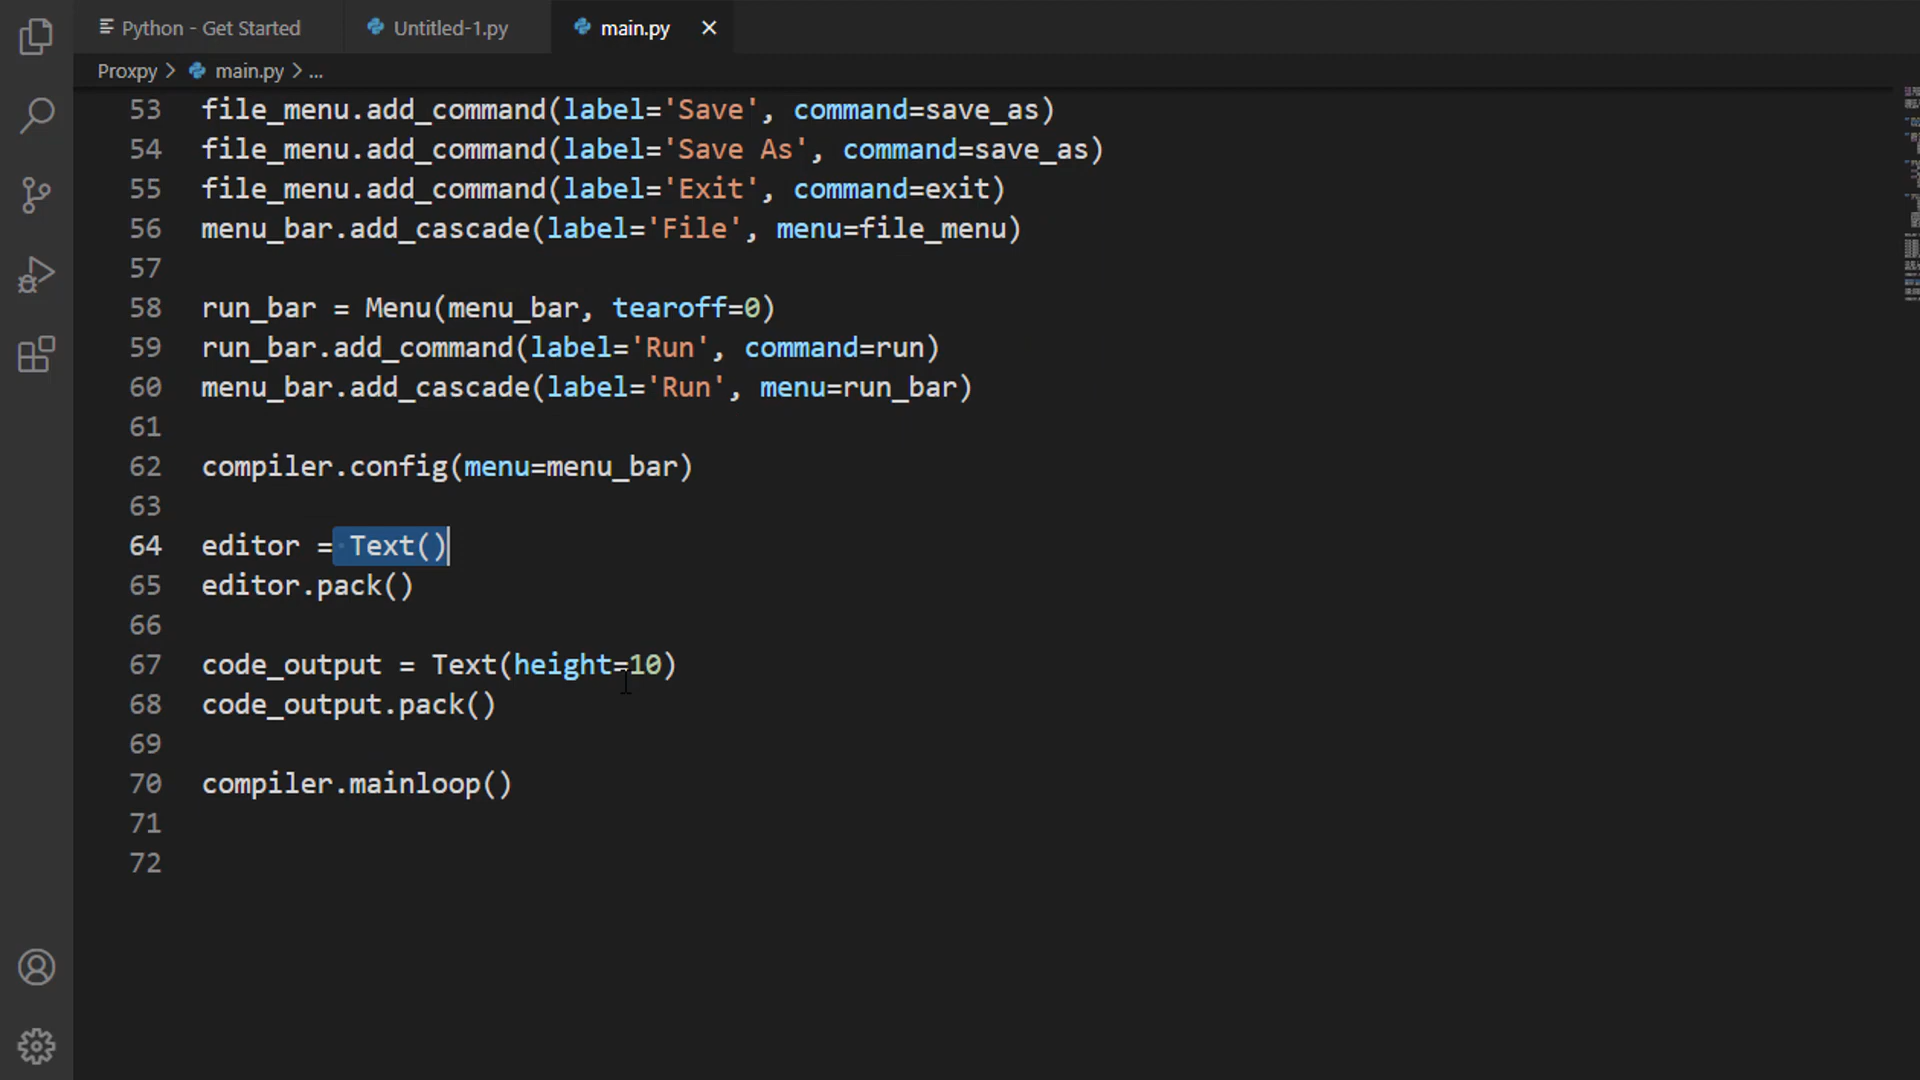 Python - Get Started Untitled-1.py main.py
Proxpy > main.py > ...
53 file_menu.add_command(label='Save', command=save_as)
54 file_menu.add_command(label='Save As', command=save_as)
55 file_menu.add_command(label='Exit', command=exit)
56 menu_bar.add_cascade(label='File', menu=file_menu)
57
58 run_bar = Menu(menu_bar, tearoff=0)
59 run_bar.add_command(label='Run', command=run)
60 menu_bar.add_cascade(label='Run', menu=run_bar)
61
62 compiler.config(menu=menu_bar)
63
64 editor = Text()
65 editor.pack()
66
67 code_output = Text(height=10)
68 code_output.pack()
69
70 compiler.mainloop()
71
72